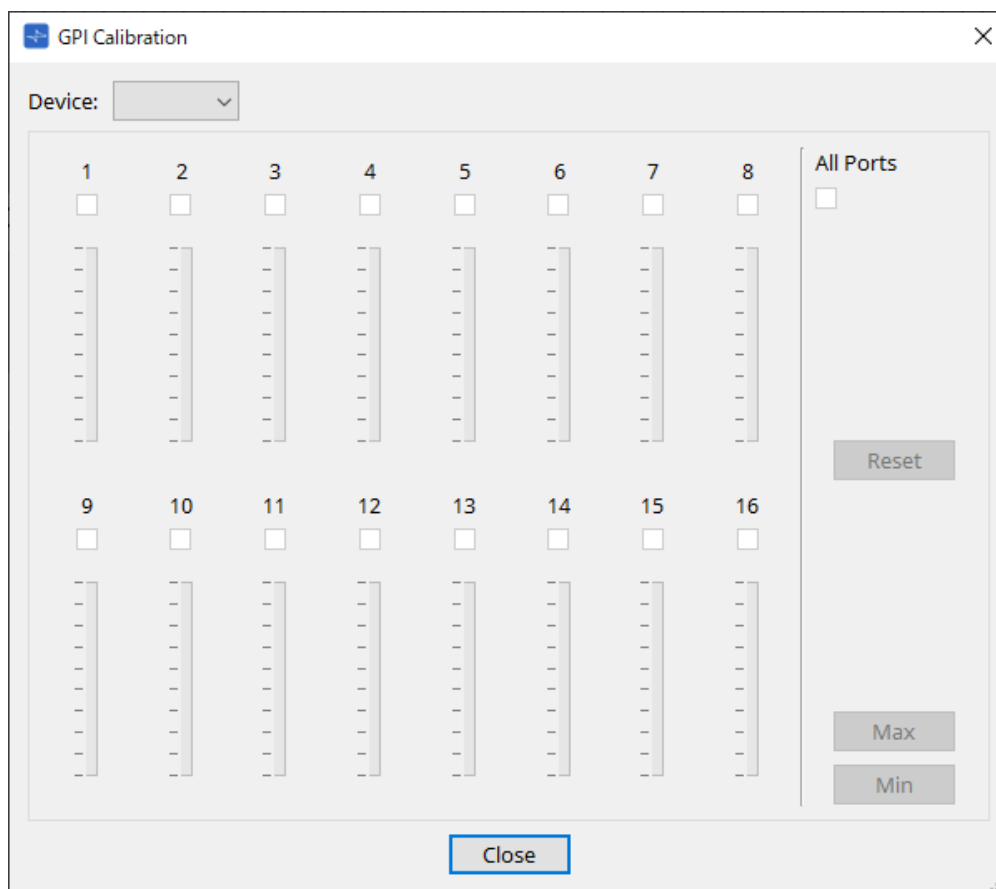 GPI Calibration
Device:
1 2 3 4 5 6 7 8 All Ports
Reset
9 10 11 12 13 14 15 16
Max
Min
Close